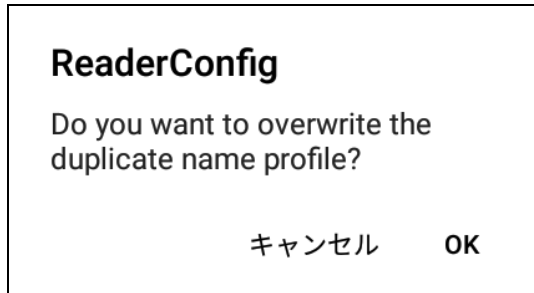 ReaderConfig
Do you want to overwrite the
duplicate name profile?
キャンセル OK